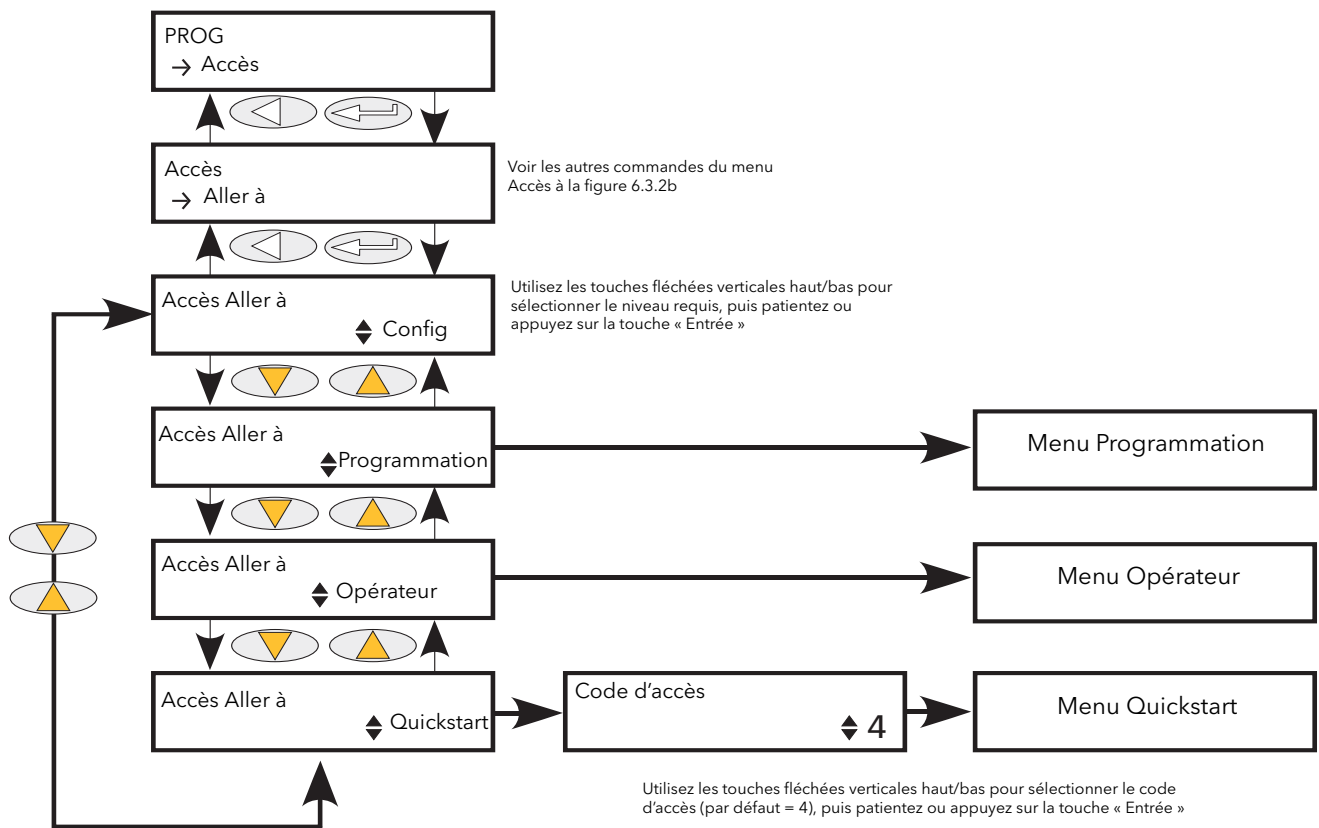 PROG
→ Accès
Accès
→ Aller à
Voir les autres commandes du menu
Accès à la figure 6.3.2b
Accès Aller à
Config
Utilisez les touches fléchées verticales haut/bas pour
sélectionner le niveau requis, puis patientez ou
appuyez sur la touche « Entrée »
Accès Aller à
Programmation
Menu Programmation
Accès Aller à
Opérateur
Menu Opérateur
Accès Aller à
Quickstart
Code d'accès
4
Menu Quickstart
Utilisez les touches fléchées verticales haut/bas pour sélectionner le code
d'accès (par défaut = 4), puis patientez ou appuyez sur la touche « Entrée »